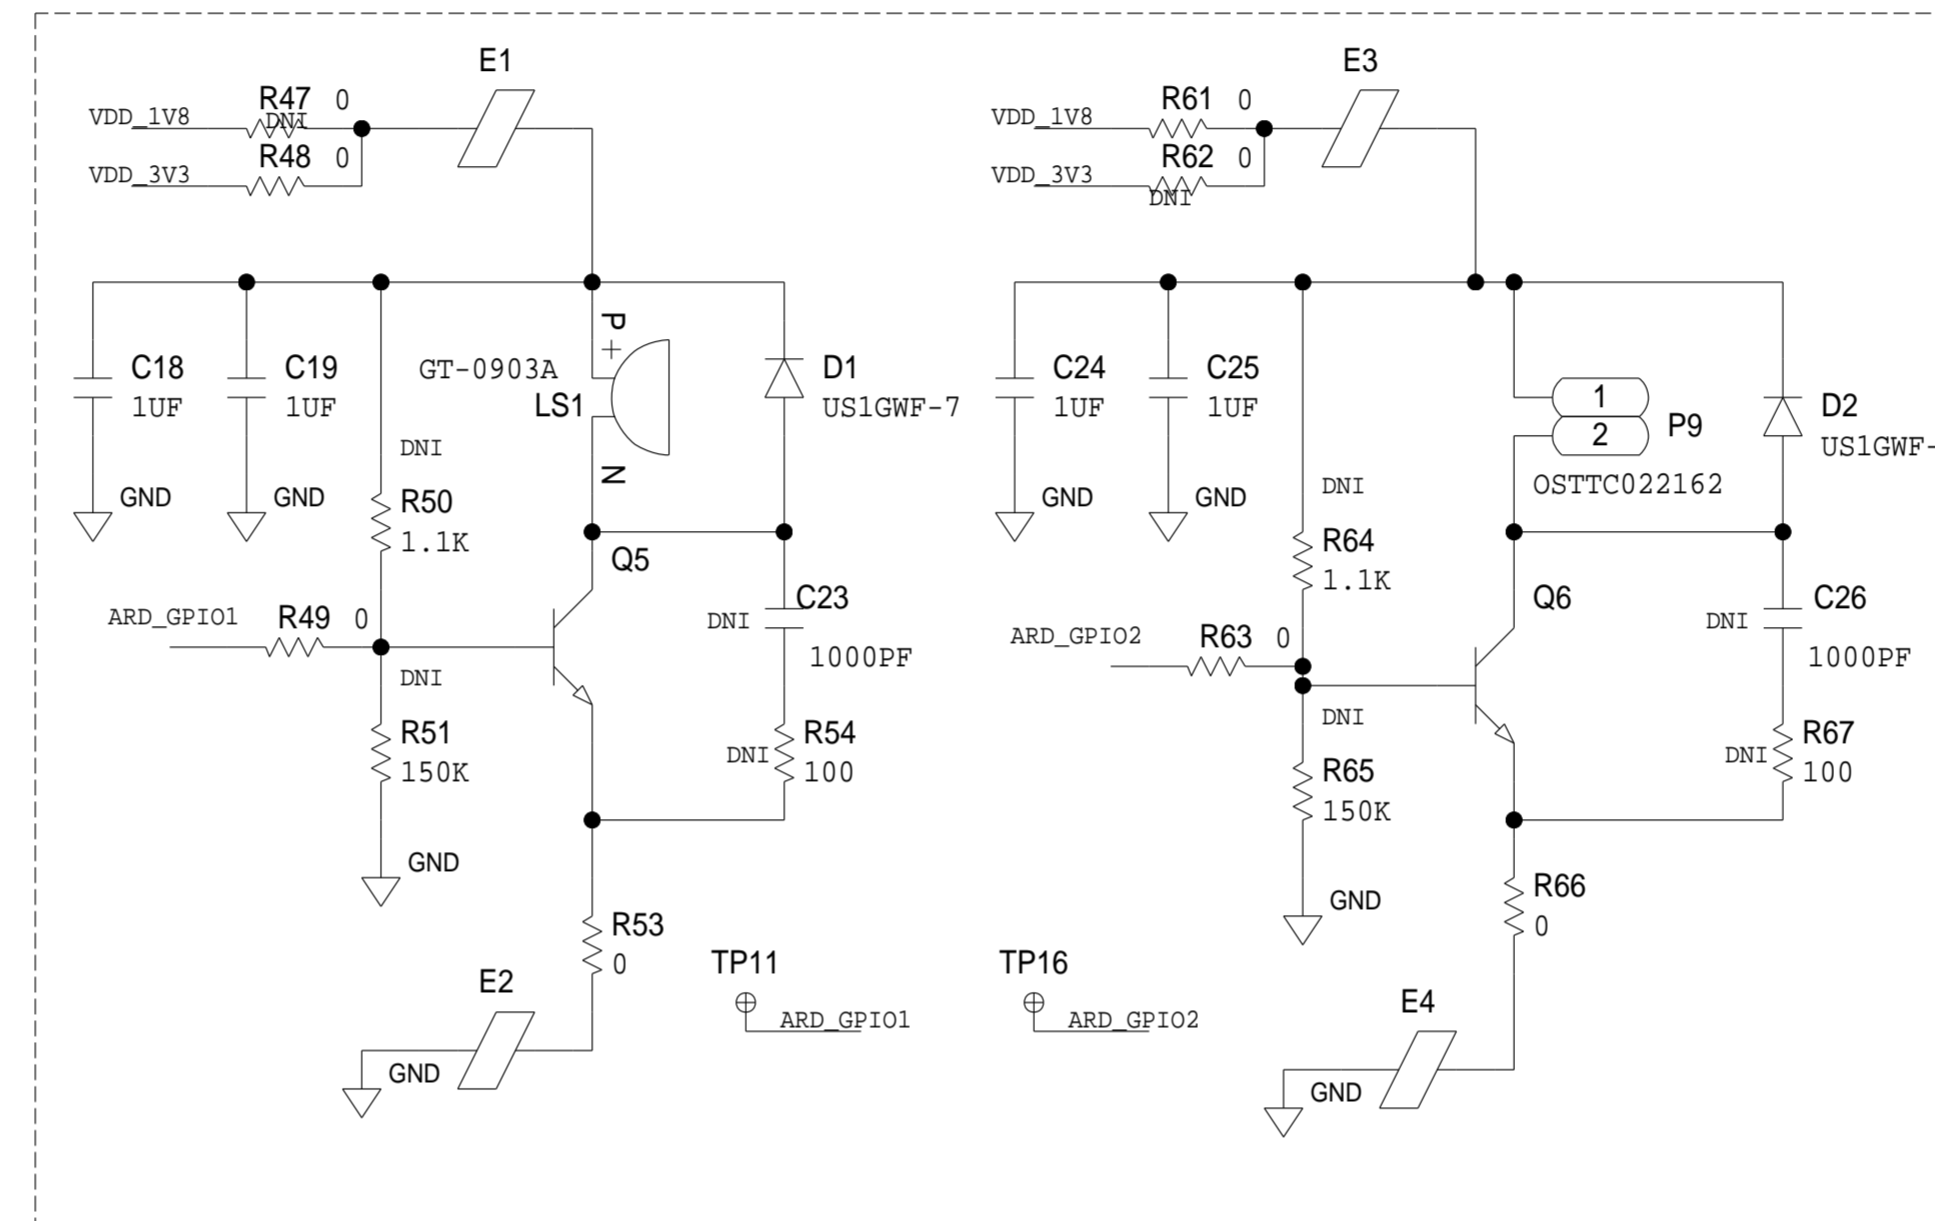 E1
R47 0
VDD_1V8
DNI
R48 0
VDD_3V3
C18
1UF
GND
C19
1UF
GND
GT-0903A
LS1
P
+
N
D1
US1GWF-7
DNI
R50
1.1K
Q5
ARD_GPIO1
R49 0
DNI
R51
150K
GND
DNI
C23
1000PF
DNI
R54
100
R53
0
E2
GND
TP11
ARD_GPIO1
E3
R61 0
VDD_1V8
R62 0
VDD_3V3
DNI
C24
1UF
GND
C25
1UF
GND
1
2
P9
OSTTC022162
D2
US1GWF-
DNI
R64
1.1K
Q6
ARD_GPIO2
R63 0
DNI
R65
150K
GND
DNI
C26
1000PF
DNI
R67
100
R66
0
TP16
ARD_GPIO2
E4
GND